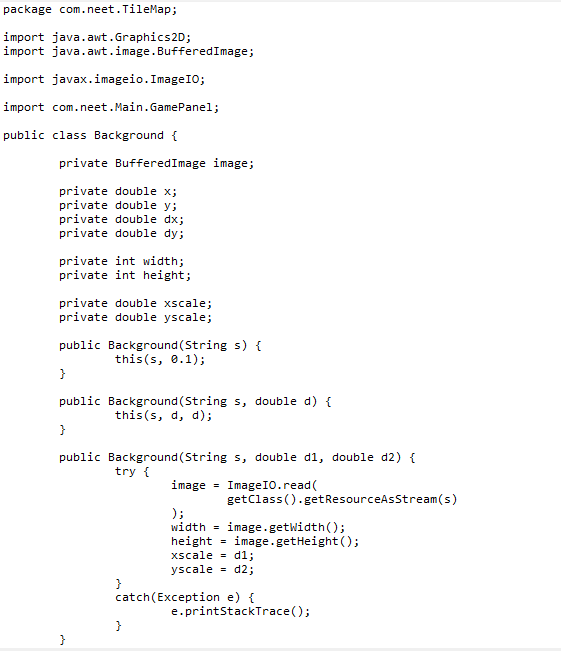 package com.neet.TileMap;
import java.awt.Graphics2D;
import java.awt.image.BufferedImage;
import javax.imageio.ImageIO;
import com.neet.Main.GamePanel;
public class Background {
private BufferedImage image;
private double x;
private double y;
private double dx;
private double dy;
private int width;
private int height;
private double xscale;
private double yscale;
public Background(String s) {
this(s, 0.1);
}
public Background(String s, double d) {
this(s, d, d);
}
public Background(String s, double d1, double d2) {
try {
image = ImageIO.read(
getClass().getResourceAsStream(s)
);
width = image.getWidth();
height = image.getHeight();
xscale = d1;
yscale = d2;
}
catch(Exception e) {
e.printStackTrace();
}
}